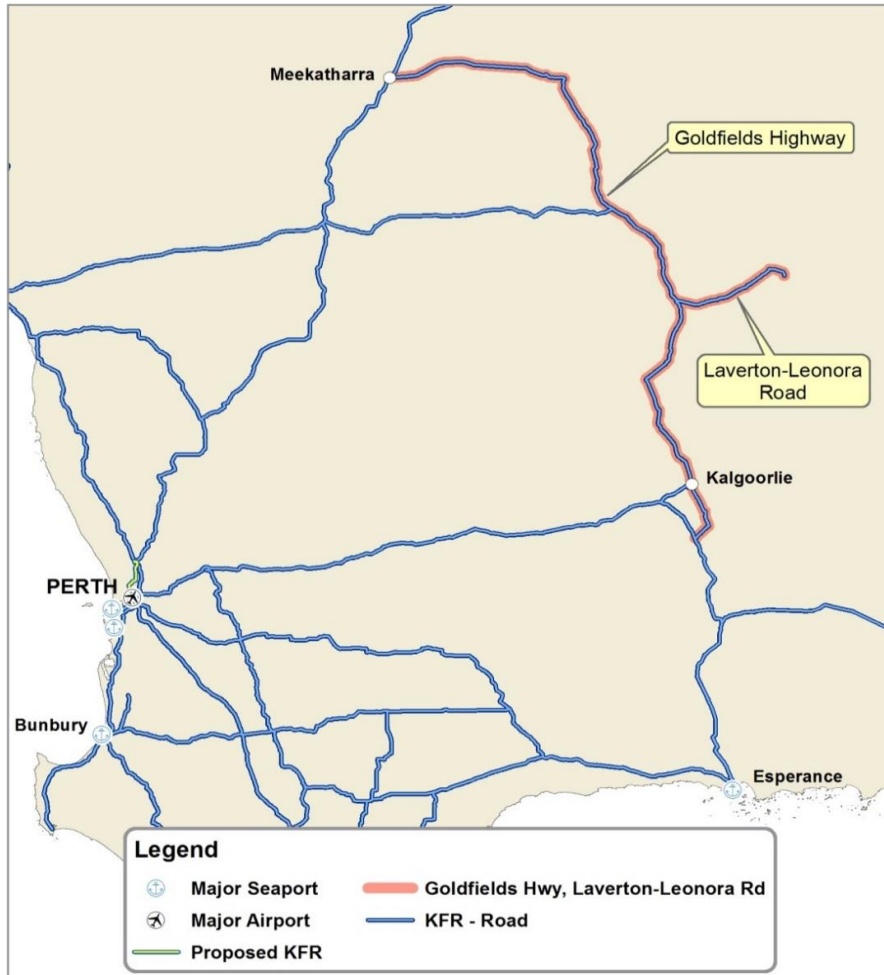 Meekatharra
Goldfields Highway
Laverton-Leonora
Road
Kalgoorlie
PERTH
Bunbury
Esperance
Legend
Major Seaport
Goldfields Hwy, Laverton-Leonora Rd
Major Airport
KFR - Road
Proposed KFR